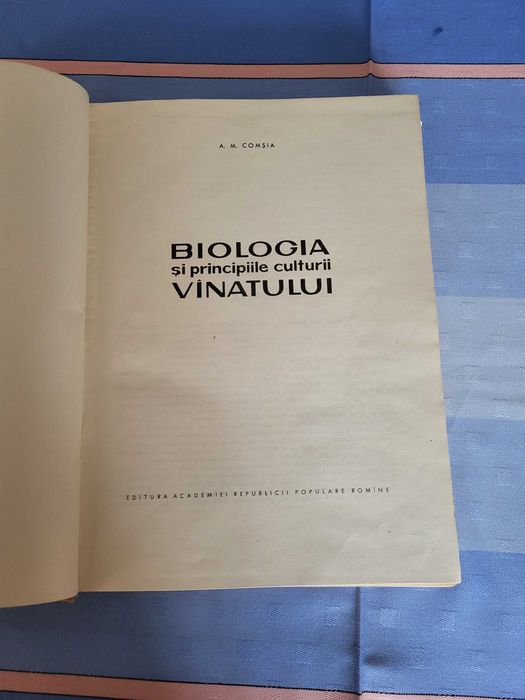 A. M. COMȘIA
BIOLOGIA
și principiile culturii
VÎNATULUI
EDITURA ACADEMIEI REPUBLICII POPULARE ROMÎNE